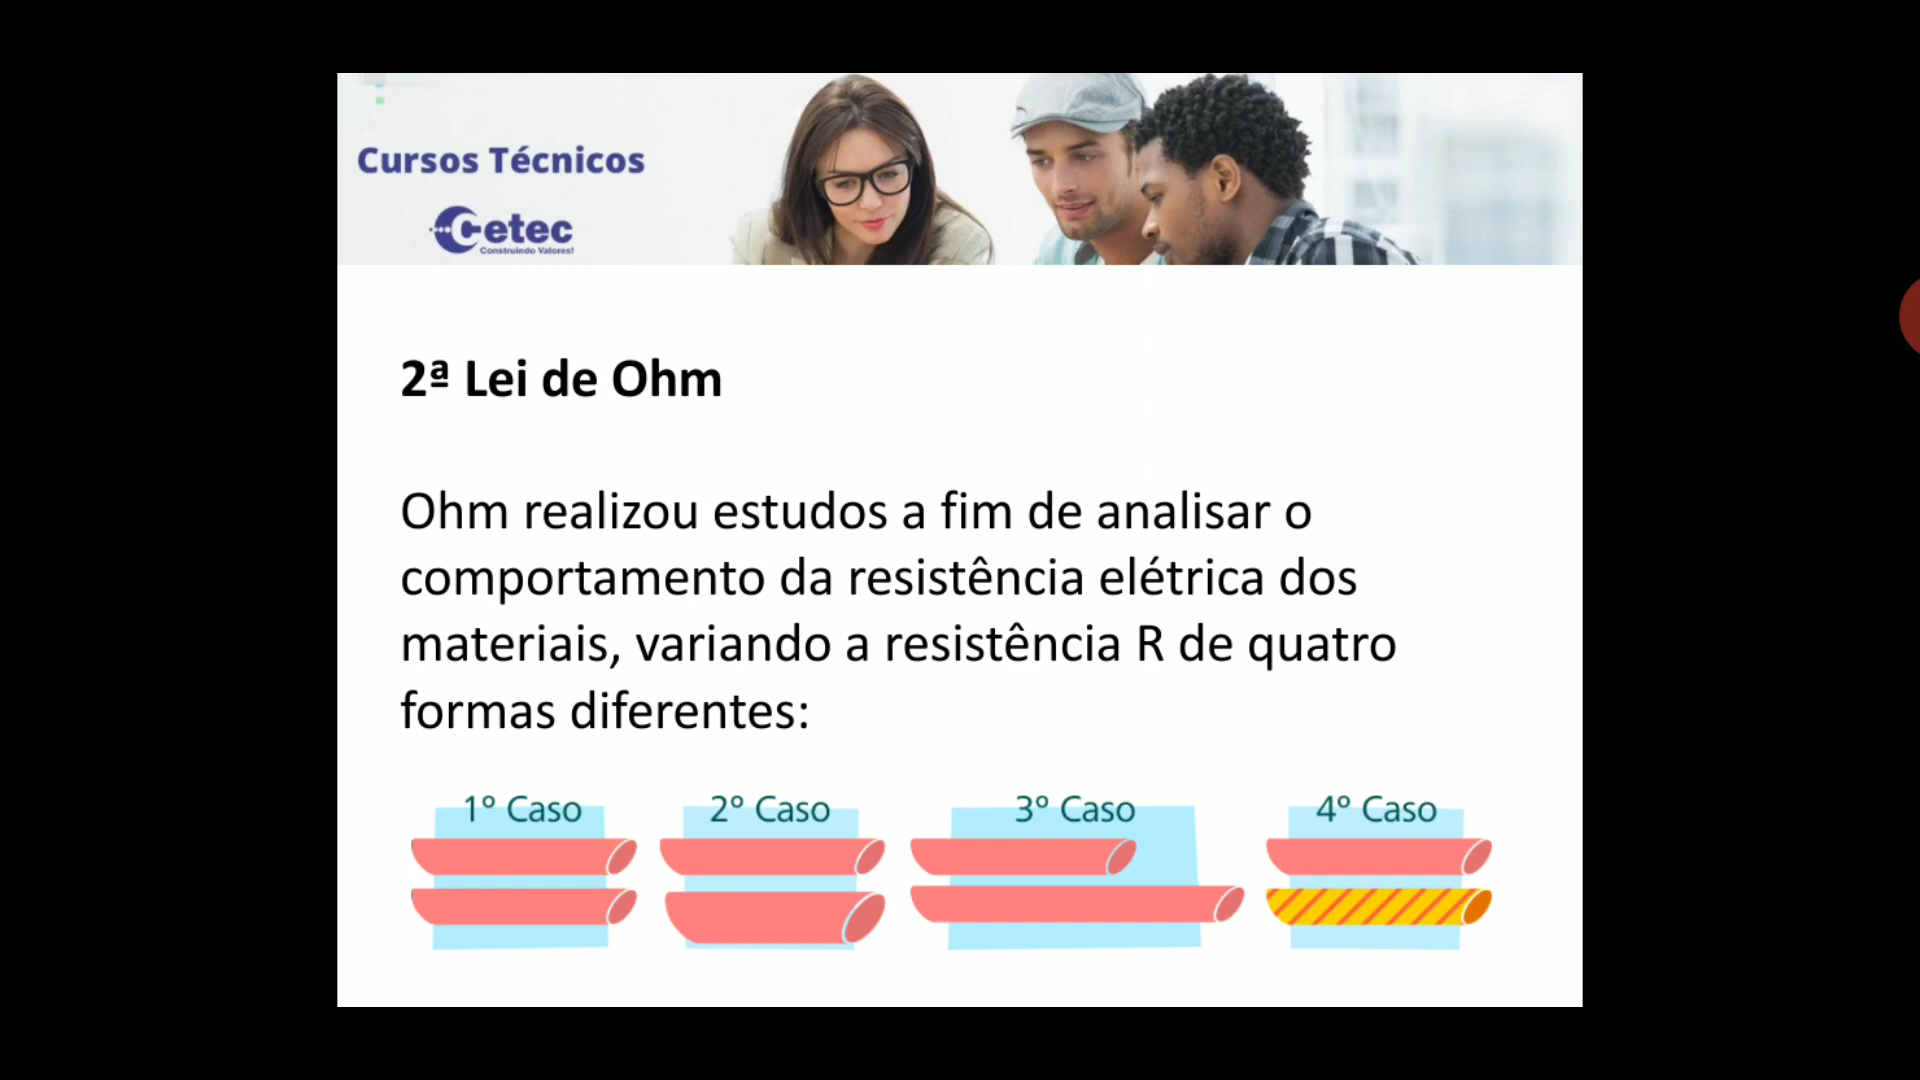 Cursos Técnicos
Cetec
Construindo Valores!
2ª Lei de Ohm
Ohm realizou estudos a fim de analisar o
comportamento da resistência elétrica dos
materiais, variando a resistência R de quatro
formas diferentes:
1º Caso 2º Caso 3º Caso 4º Caso